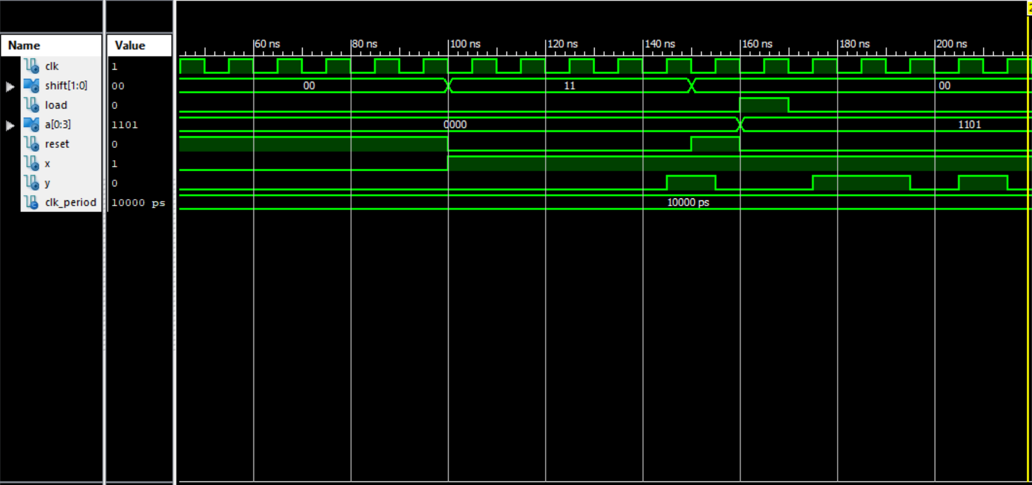 Name Value 60 ns 80 ns 100 ns 120 ns 140 ns 160 ns 180 ns 200 ns
clk 1
shift[1:0] 00 00 11 00
load 0
a[0:3] 1101 0000 1101
reset 0
x 1
y 0
clk_period 10000 ps 10000 ps